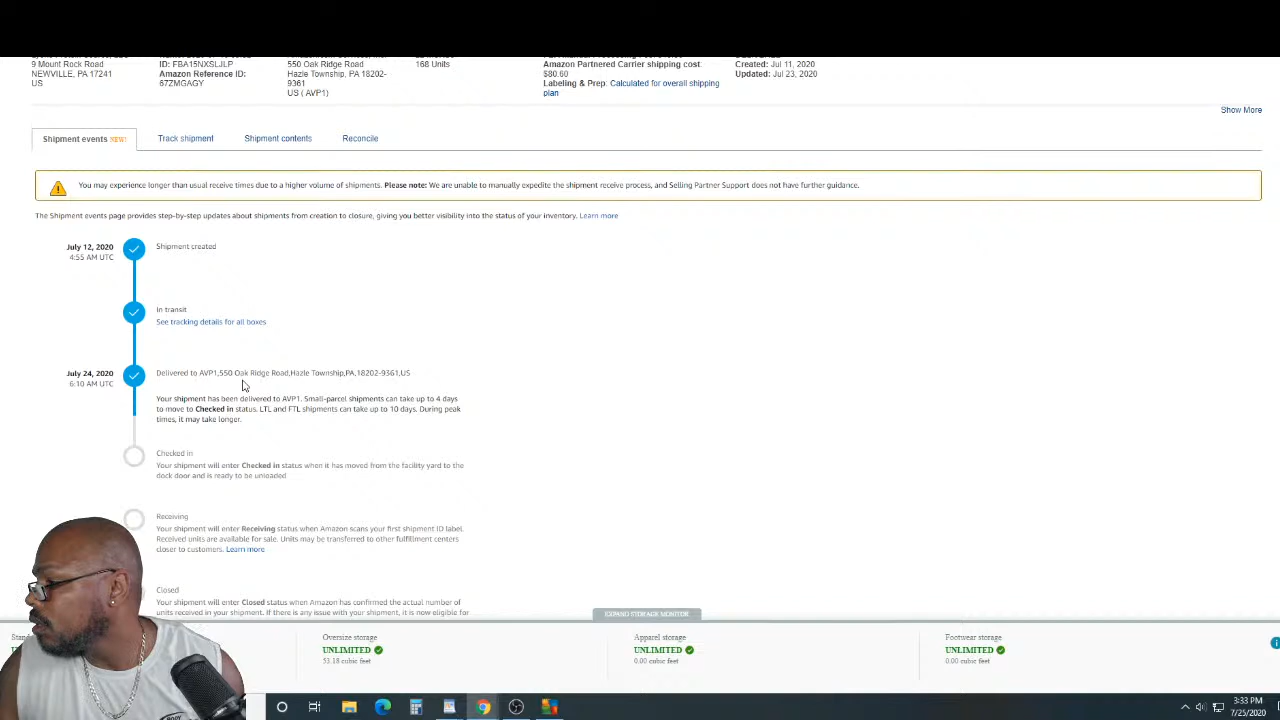 9 Mount Rock Road
NEWVILLE, PA 17241
US
ID: FBA15NXSLJLP
Amazon Reference ID:
67ZMGAGY
550 Oak Ridge Road
Hazle Township, PA 18202-
9361
US ( AVP1)
168 Units
Amazon Partnered Carrier shipping cost:
$80.60
Labeling & Prep: Calculated for overall shipping
plan
Created: Jul 11, 2020
Updated: Jul 23, 2020
Show More
Shipment events NEW!
Track shipment
Shipment contents
Reconcile
You may experience longer than usual receive times due to a higher volume of shipments. Please note: We are unable to manually expedite the shipment receive process, and Selling Partner Support does not have further guidance.
The Shipment events page provides step-by-step updates about shipments from creation to closure, giving you better visibility into the status of your inventory. Learn more
July 12, 2020
4:55 AM UTC
Shipment created
In transit
See tracking details for all boxes
July 24, 2020
6:10 AM UTC
Delivered to AVP1,550 Oak Ridge Road,Hazle Township,PA,18202-9361,US
Your shipment has been delivered to AVP1. Small-parcel shipments can take up to 4 days
to move to Checked in status. LTL and FTL shipments can take up to 10 days. During peak
times, it may take longer.
Checked in
Your shipment will enter Checked in status when it has moved from the facility yard to the
dock door and is ready to be unloaded
Receiving
Your shipment will enter Receiving status when Amazon scans your first shipment ID label.
Received units are available for sale. Units may be transferred to other fulfillment centers
closer to customers. Learn more
Closed
Your shipment will enter Closed status when Amazon has confirmed the actual number of
units received in your shipment. If there is any issue with your shipment, it is now eligible for
EXPAND STORAGE MONITOR
Oversize storage
UNLIMITED
53.18 cubic feet
Apparel storage
UNLIMITED
0.00 cubic feet
Footwear storage
UNLIMITED
0.00 cubic feet
3:33 PM
7/25/2020